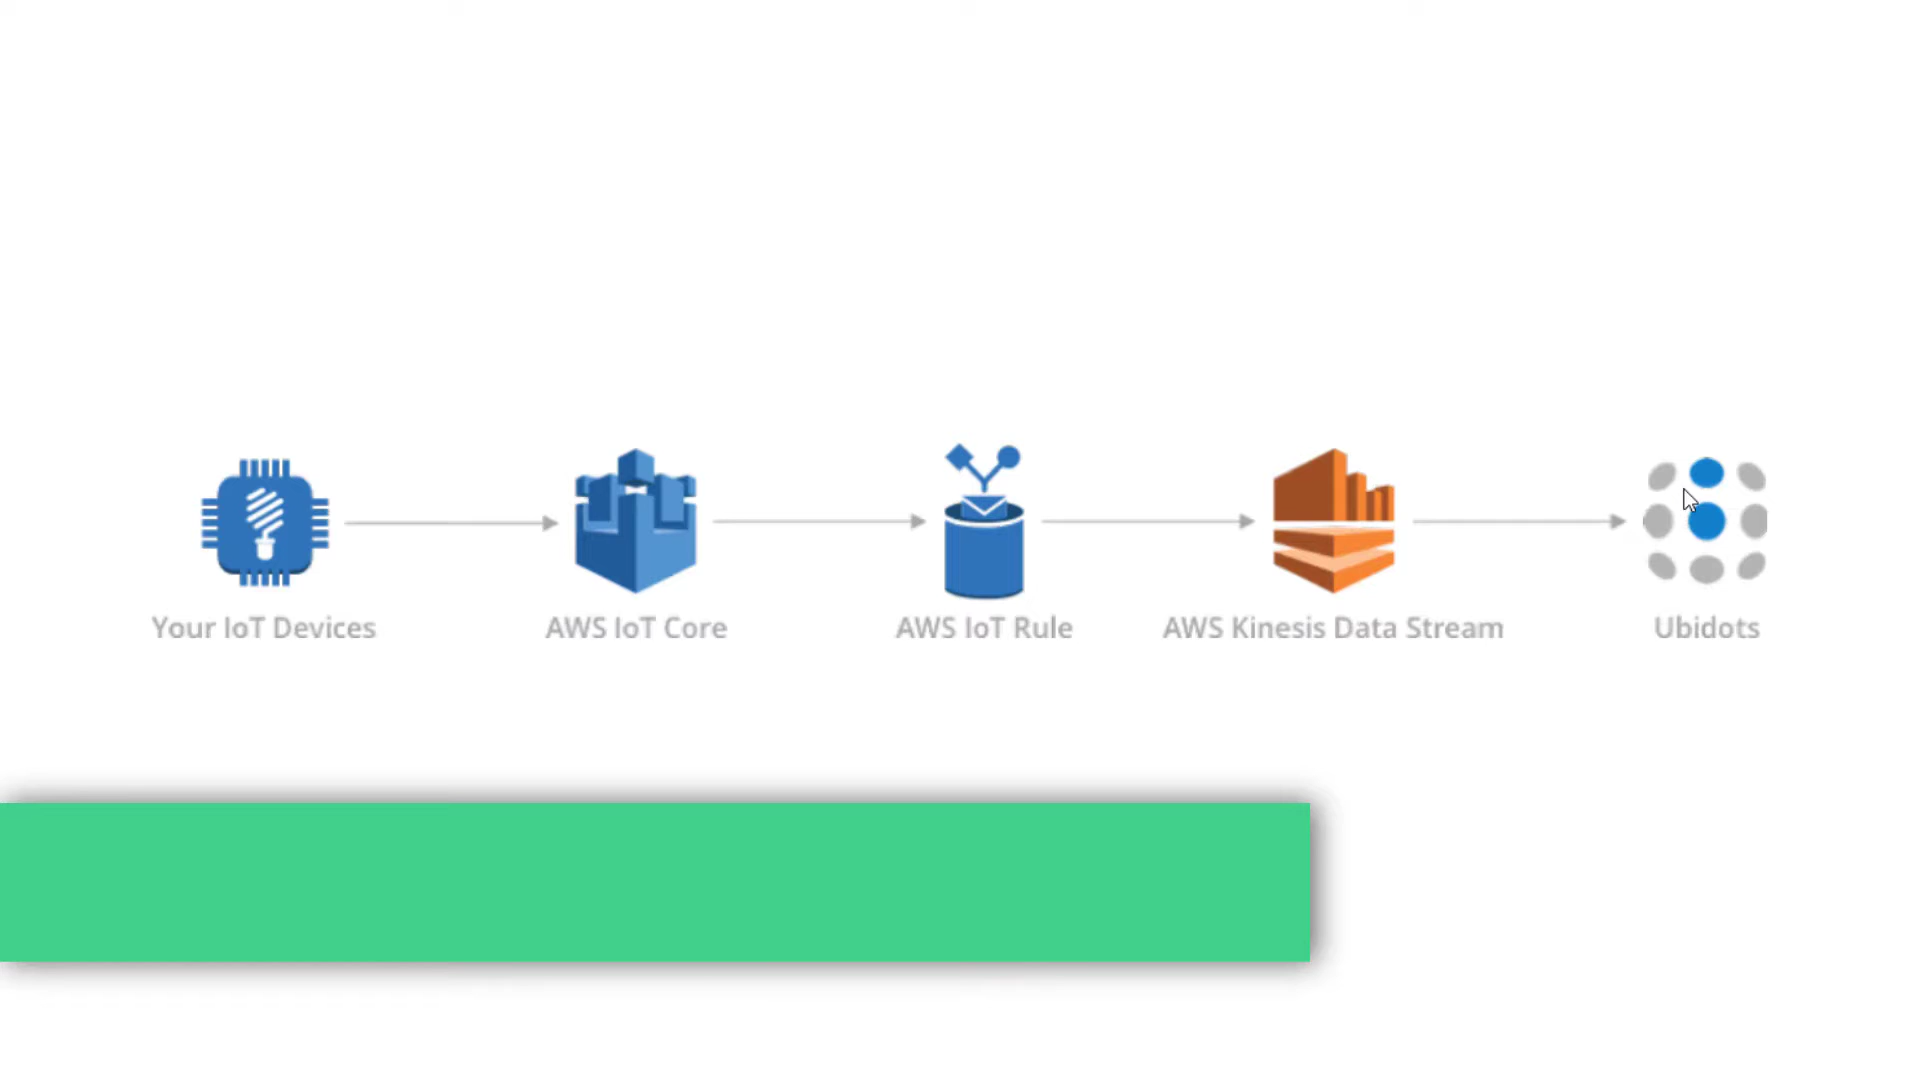 Your IoT Devices
AWS IoT Core
AWS IoT Rule
AWS Kinesis Data Stream
Ubidots